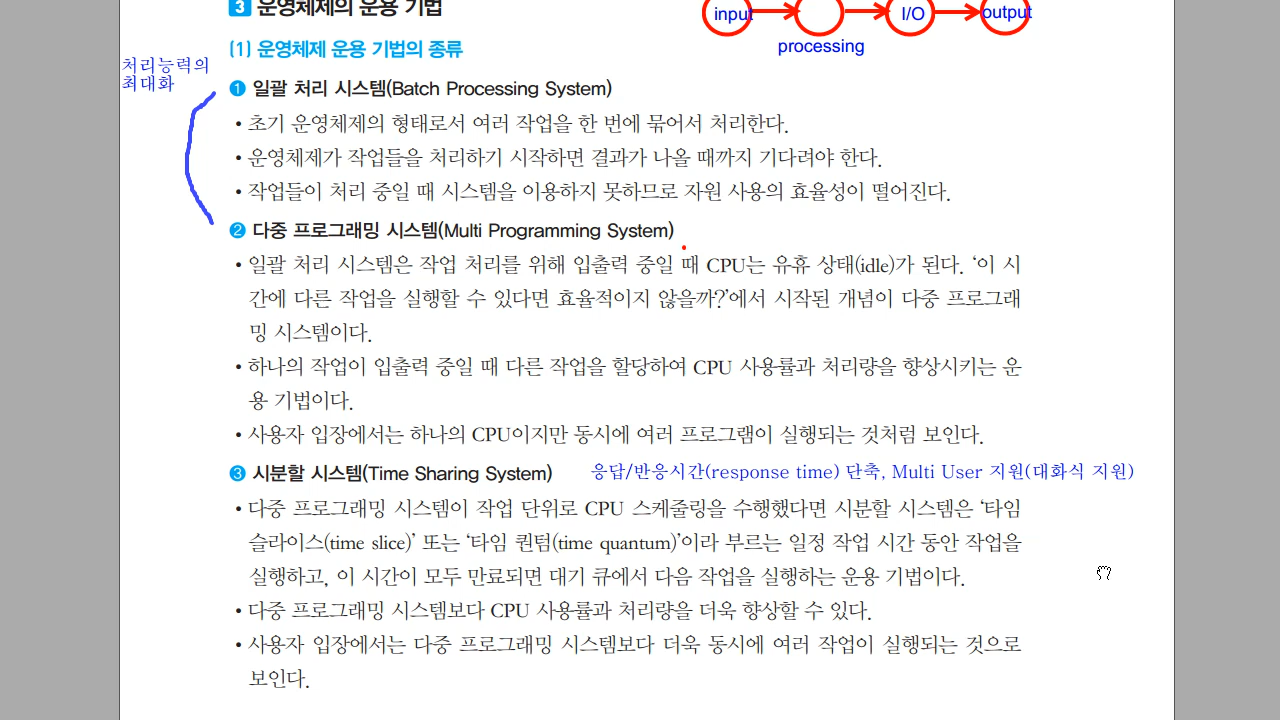 3 운영체제의 운용 기법
input I/O output
processing
(1) 운영체제 운용 기법의 종류
처리능력의
최대화
❶ 일괄 처리 시스템(Batch Processing System)
• 초기 운영체제의 형태로서 여러 작업을 한 번에 묶어서 처리한다.
• 운영체제가 작업들을 처리하기 시작하면 결과가 나올 때까지 기다려야 한다.
• 작업들이 처리 중일 때 시스템을 이용하지 못하므로 자원 사용의 효율성이 떨어진다.
❷ 다중 프로그래밍 시스템(Multi Programming System)
• 일괄 처리 시스템은 작업 처리를 위해 입출력 중일 때 CPU는 유휴 상태(idle)가 된다. ‘이 시
간에 다른 작업을 실행할 수 있다면 효율적이지 않을까?’에서 시작된 개념이 다중 프로그래
밍 시스템이다.
• 하나의 작업이 입출력 중일 때 다른 작업을 할당하여 CPU 사용률과 처리량을 향상시키는 운
용 기법이다.
• 사용자 입장에서는 하나의 CPU이지만 동시에 여러 프로그램이 실행되는 것처럼 보인다.
❸ 시분할 시스템(Time Sharing System) 응답/반응시간(response time) 단축, Multi User 지원(대화식 지원)
• 다중 프로그래밍 시스템이 작업 단위로 CPU 스케줄링을 수행했다면 시분할 시스템은 ‘타임
슬라이스(time slice)’ 또는 ‘타임 퀀텀(time quantum)’이라 부르는 일정 작업 시간 동안 작업을
실행하고, 이 시간이 모두 만료되면 대기 큐에서 다음 작업을 실행하는 운용 기법이다.
• 다중 프로그래밍 시스템보다 CPU 사용률과 처리량을 더욱 향상할 수 있다.
• 사용자 입장에서는 다중 프로그래밍 시스템보다 더욱 동시에 여러 작업이 실행되는 것으로
보인다.